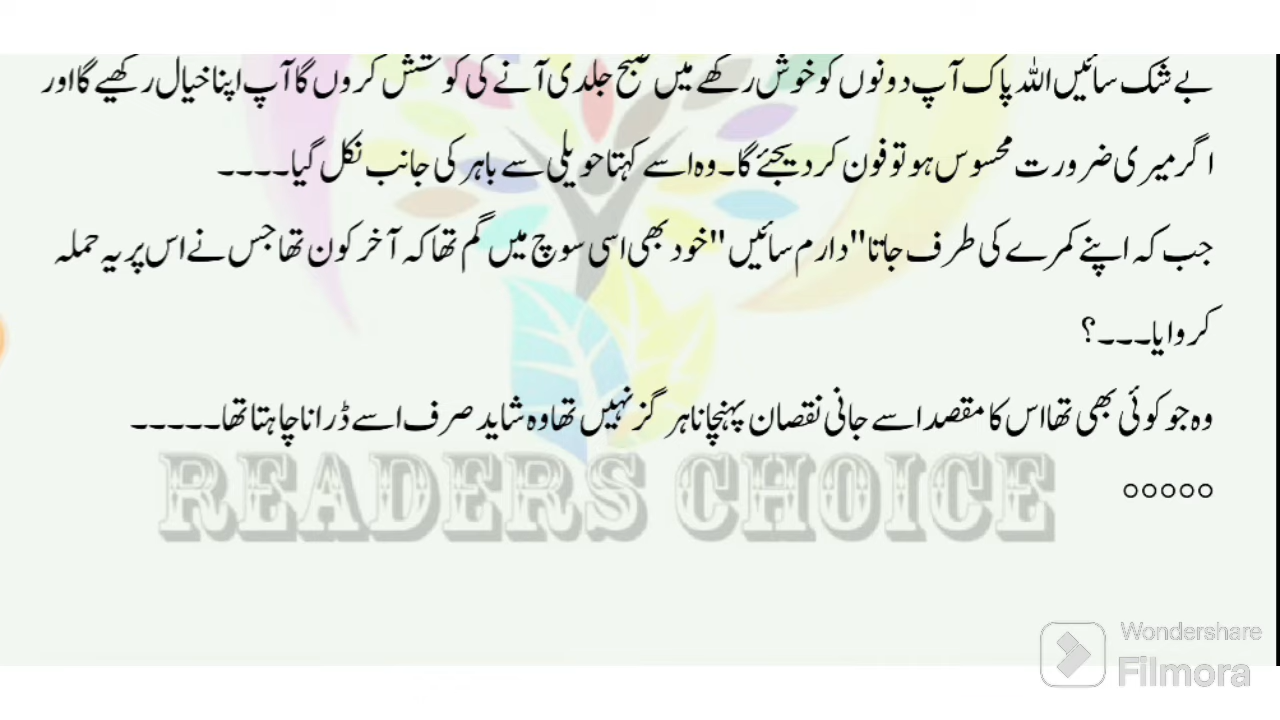 بے شک سائیں اللہ پاک آپ دونوں کو خوش رکھے میں صبح جلدی آنے کی کوشش کروں گا آپ اپنا خیال رکھیے گا اور
اگر میری ضرورت محسوس ہو تو فون کر دیجئے گا۔ وہ اسے کہتا حویلی سے باہر کی جانب نکل گیا۔۔۔۔
جب کہ اپنے کمرے کی طرف جاتا "دارم سائیں" خود بھی اسی سوچ میں گم تھا کہ آخر کون تھا جس نے اس پر یہ حملہ
کروایا۔۔۔؟
وہ جو کوئی بھی تھا اس کا مقصد اسے جانی نقصان پہنچانا ہر گز نہیں تھا وہ شاید صرف اسے ڈرانا چاہتا تھا۔۔۔۔۔
READERS CHOICE
○○○○○
Wondershare
Filmora